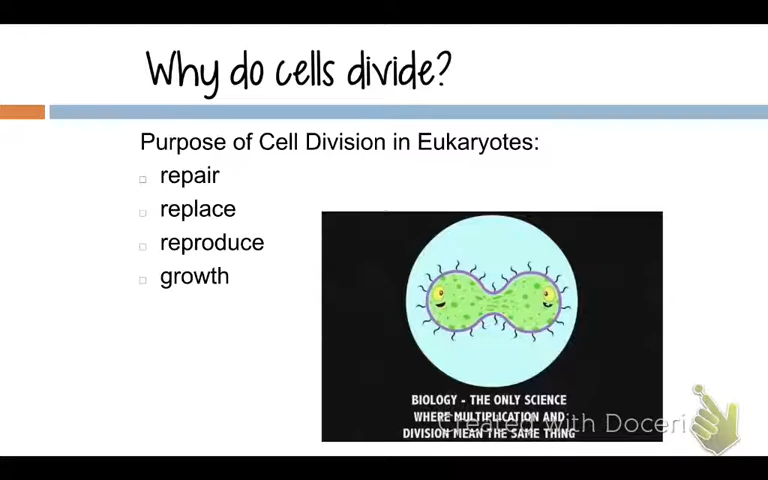 Why do cells divide?
Purpose of Cell Division in Eukaryotes:
repair
replace
reproduce
growth
BIOLOGY - THE ONLY SCIENCE
WHERE MULTIPLICATION AND
DIVISION MEAN THE SAME THING
Created with Doceri